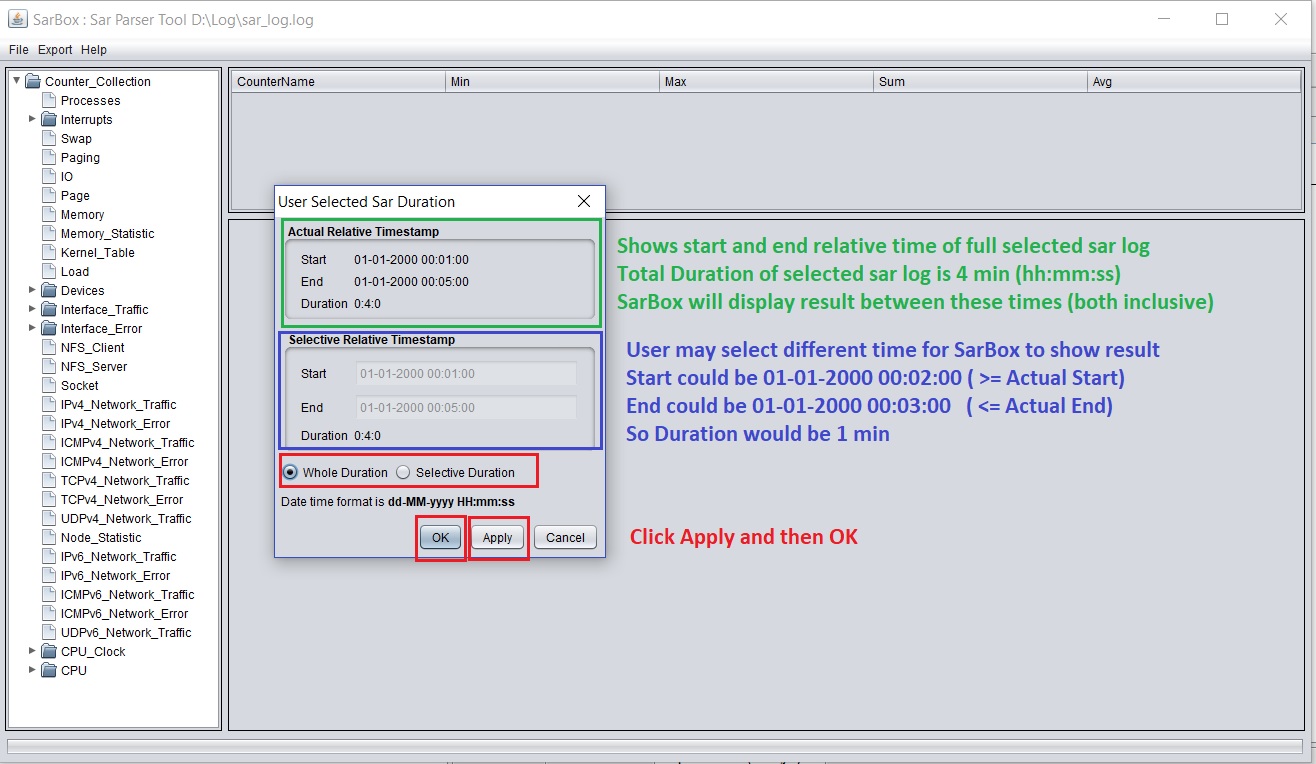 SarBox : Sar Parser Tool D:\Log\sar_log.log
File Export Help
Counter_Collection
Processes
Interrupts
Swap
Paging
IO
Page
Memory
Memory_Statistic
Kernel_Table
Load
Devices
Interface_Traffic
Interface_Error
NFS_Client
NFS_Server
Socket
IPv4_Network_Traffic
IPv4_Network_Error
ICMPv4_Network_Traffic
ICMPv4_Network_Error
TCPv4_Network_Traffic
TCPv4_Network_Error
UDPv4_Network_Traffic
Node_Statistic
IPv6_Network_Traffic
IPv6_Network_Error
ICMPv6_Network_Traffic
ICMPv6_Network_Error
UDPv6_Network_Traffic
CPU_Clock
CPU
CounterName Min Max Sum Avg
User Selected Sar Duration
Actual Relative Timestamp
Start 01-01-2000 00:01:00
End 01-01-2000 00:05:00
Duration 0:4:0
Selective Relative Timestamp
Start 01-01-2000 00:01:00
End 01-01-2000 00:05:00
Duration 0:4:0
Whole Duration Selective Duration
Date time format is dd-MM-yyyy HH:mm:ss
OK Apply Cancel
Shows start and end relative time of full selected sar log
Total Duration of selected sar log is 4 min (hh:mm:ss)
SarBox will display result between these times (both inclusive)
User may select different time for SarBox to show result
Start could be 01-01-2000 00:02:00 ( >= Actual Start)
End could be 01-01-2000 00:03:00 ( <= Actual End)
So Duration would be 1 min
Click Apply and then OK